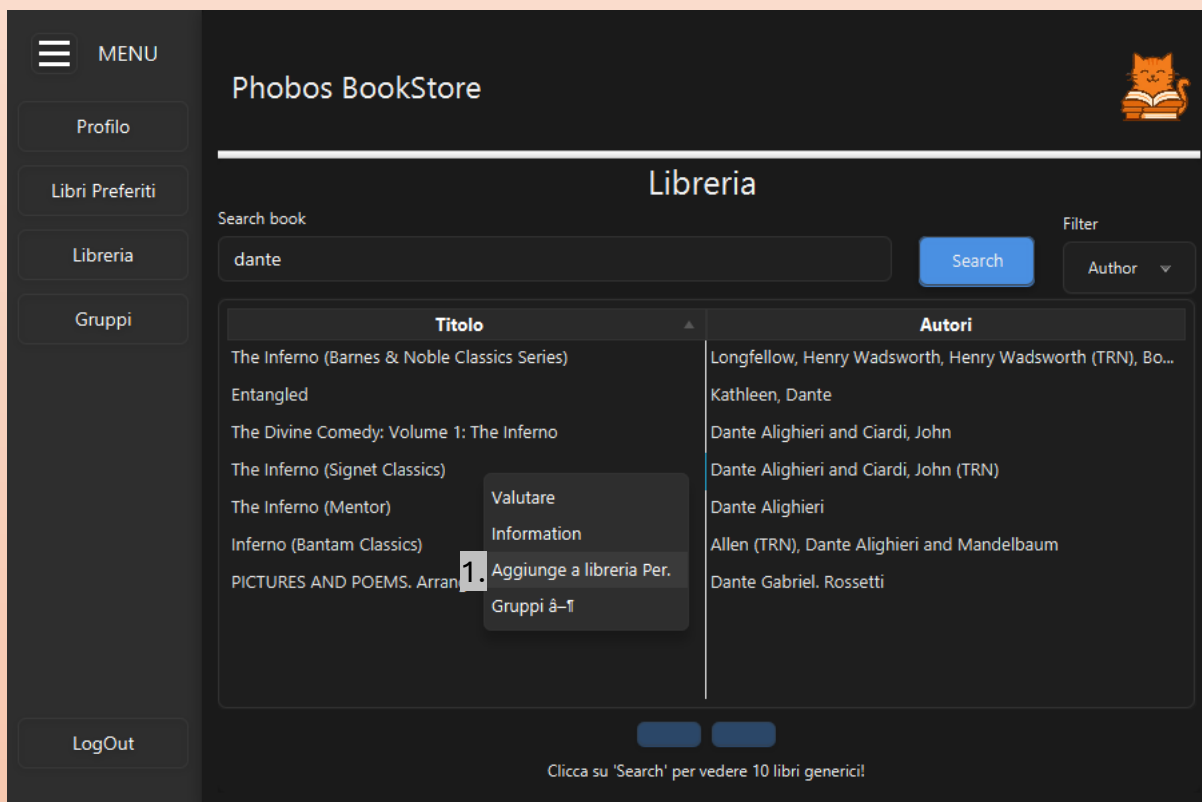 MENU
Phobos BookStore
Profilo
Libri Preferiti
Libreria
Gruppi
LogOut
Libreria
Search book
Filter
dante
Search
Author
Titolo
Autori
The Inferno (Barnes & Noble Classics Series)
Longfellow, Henry Wadsworth, Henry Wadsworth (TRN), Bo...
Entangled
Kathleen, Dante
The Divine Comedy: Volume 1: The Inferno
Dante Alighieri and Ciardi, John
The Inferno (Signet Classics)
Dante Alighieri and Ciardi, John (TRN)
The Inferno (Mentor)
Dante Alighieri
Inferno (Bantam Classics)
Allen (TRN), Dante Alighieri and Mandelbaum
PICTURES AND POEMS.
Dante Gabriel. Rossetti
Valutare
Information
1. Aggiunge a libreria Per.
Gruppi â–¶
Clicca su 'Search' per vedere 10 libri generici!